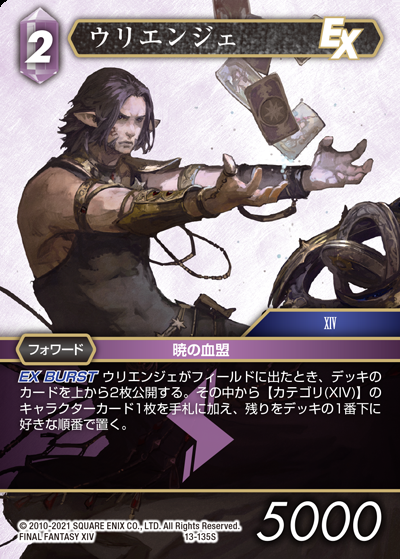 2 ウリエンジェ EX
XIV
フォワード 暁の血盟
EX BURST ウリエンジェがフィールドに出たとき、デッキの
カードを上から2枚公開する。その中から【カテゴリ(XIV)】の
キャラクターカード1枚を手札に加え、残りをデッキの1番下に
好きな順番で置く。
© 2010-2021 SQUARE ENIX CO., LTD. All Rights Reserved.
FINAL FANTASY XIV 13-135S
5000